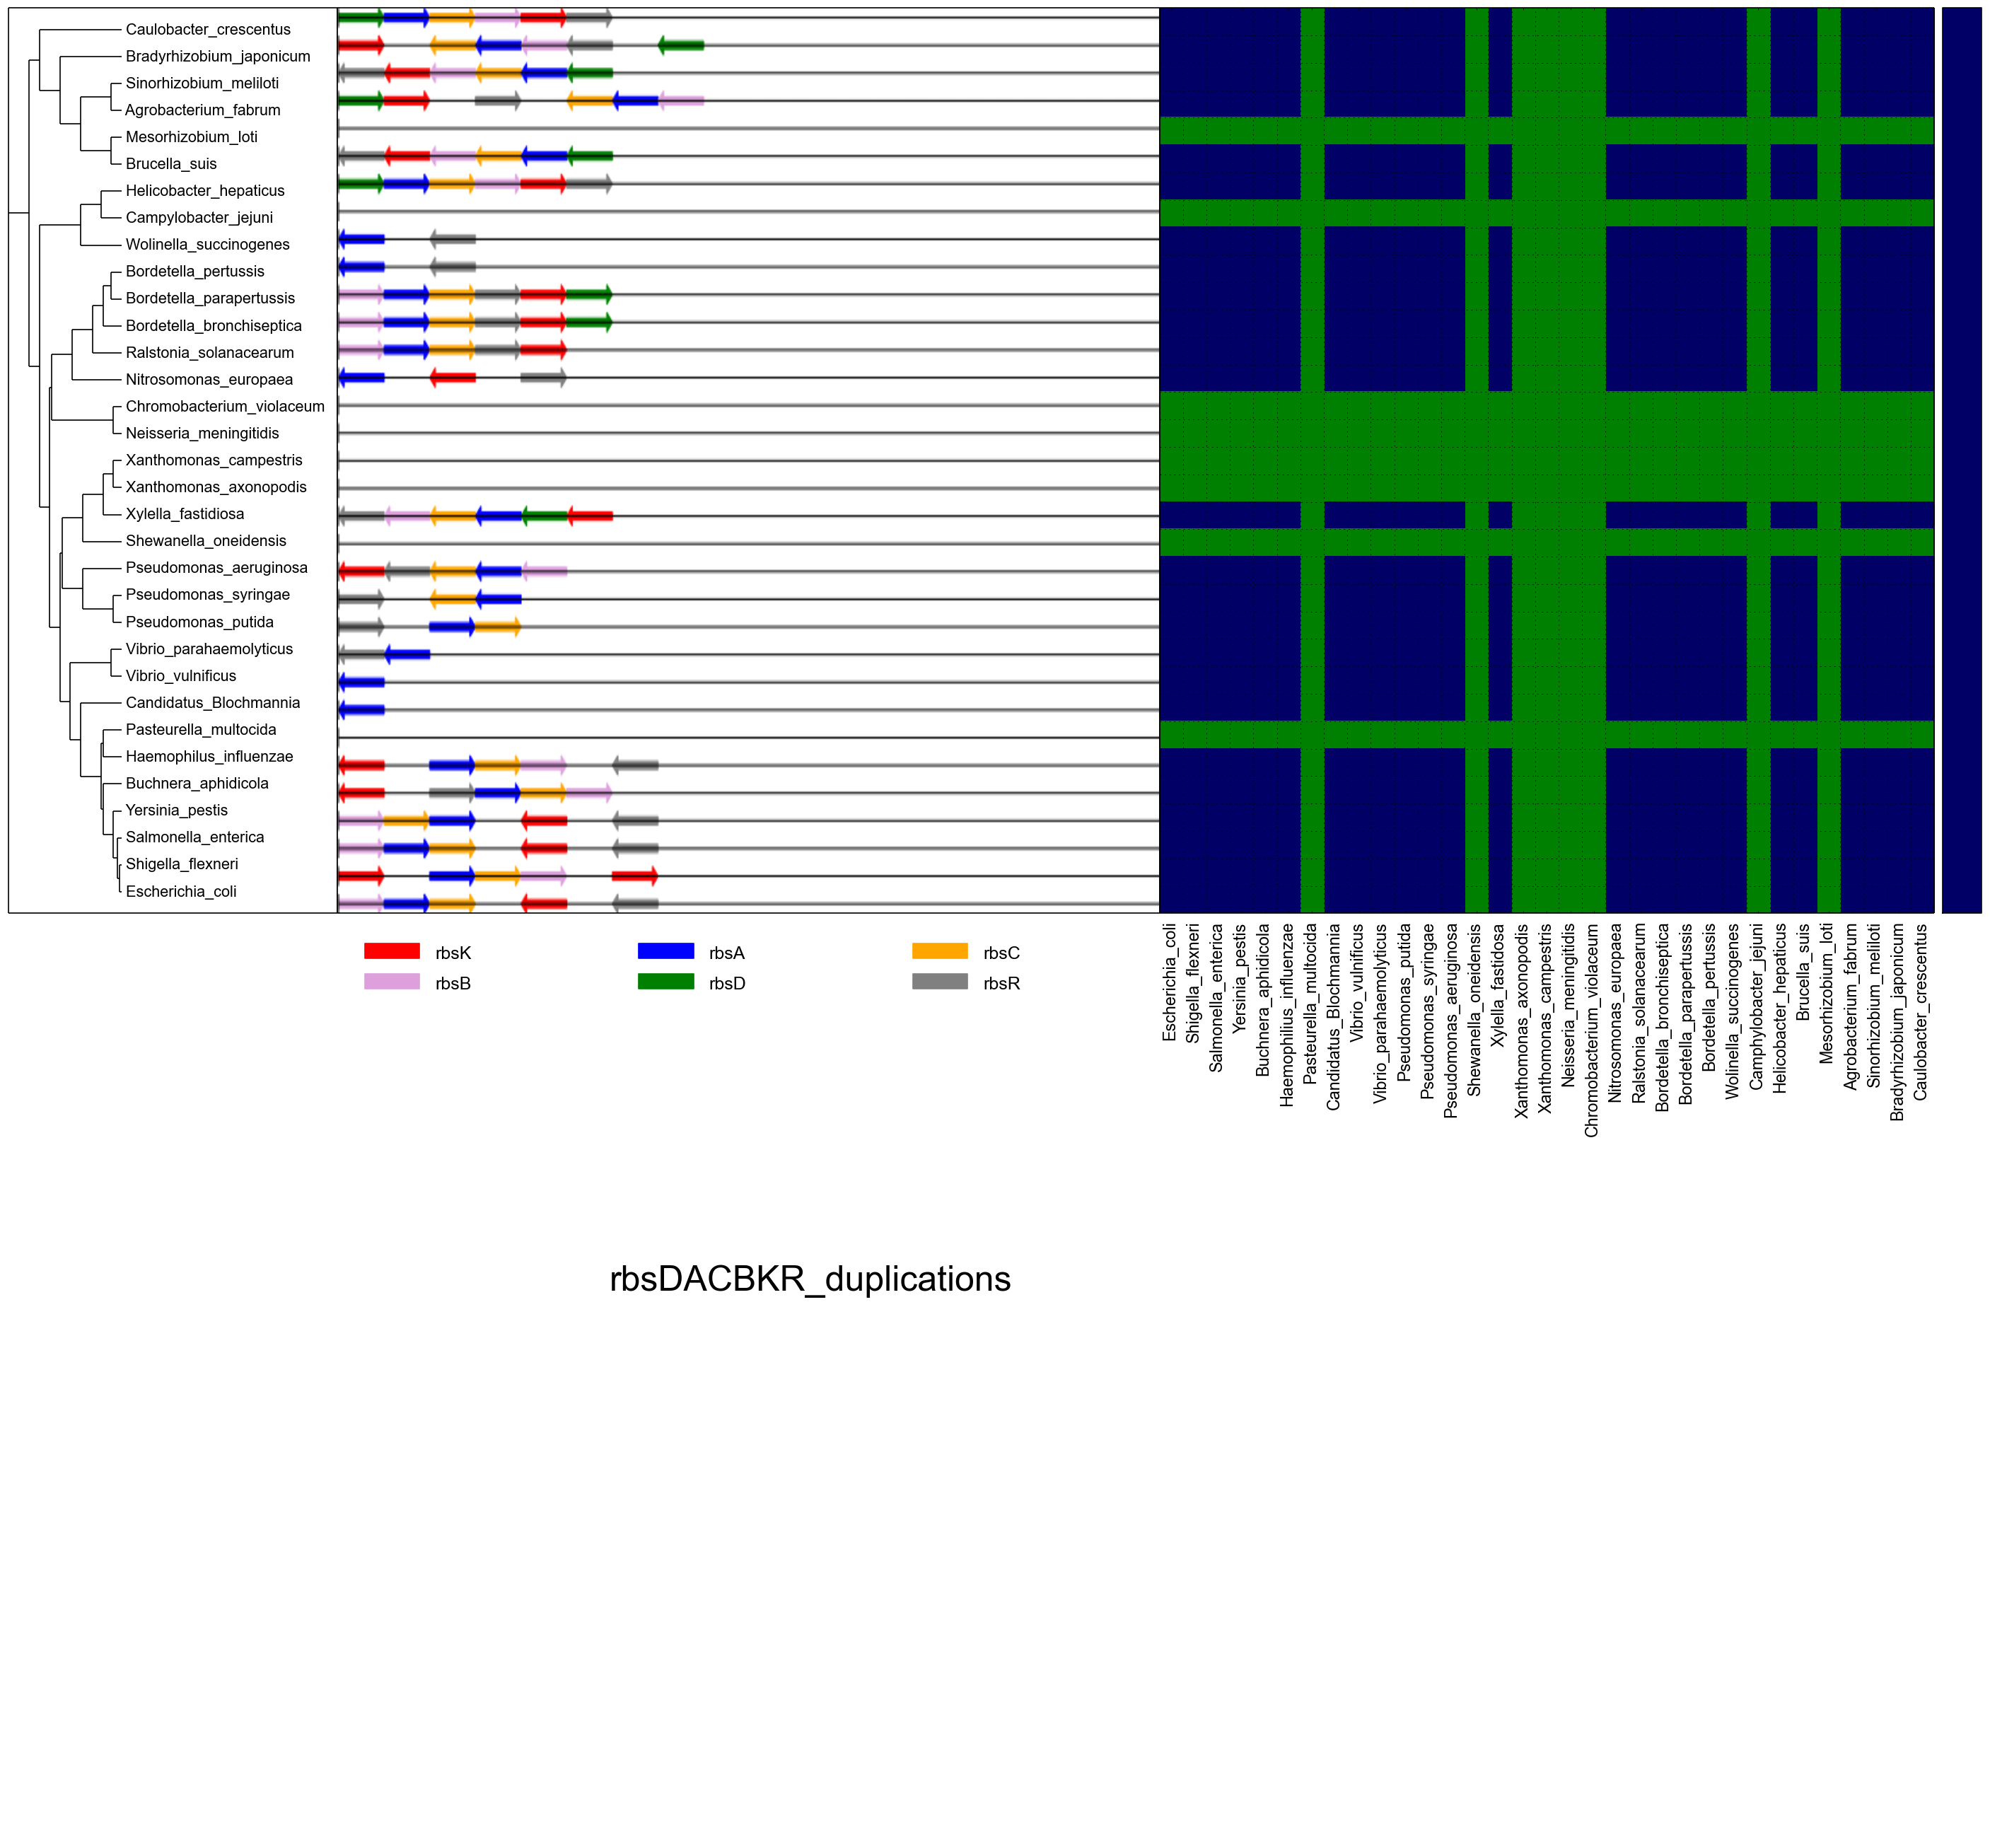 Caulobacter_crescentus
Bradyrhizobium_japonicum
Sinorhizobium_meliloti
Agrobacterium_fabrum
Mesorhizobium_loti
Brucella_suis
Helicobacter_hepaticus
Campylobacter_jejuni
Wolinella_succinogenes
Bordetella_pertussis
Bordetella_parapertussis
Bordetella_bronchiseptica
Ralstonia_solanacearum
Nitrosomonas_europaea
Chromobacterium_violaceum
Neisseria_meningitidis
Xanthomonas_campestris
Xanthomonas_axonopodis
Xylella_fastidiosa
Shewanella_oneidensis
Pseudomonas_aeruginosa
Pseudomonas_syringae
Pseudomonas_putida
Vibrio_parahaemolyticus
Vibrio_vulnificus
Candidatus_Blochmannia
Pasteurella_multocida
Haemophilus_influenzae
Buchnera_aphidicola
Yersinia_pestis
Salmonella_enterica
Shigella_flexneri
Escherichia_coli
rbsK rbsA rbsC
rbsB rbsD rbsR
Escherichia_coli
Shigella_flexneri
Salmonella_enterica
Yersinia_pestis
Buchnera_aphidicola
Haemophilius_influenzae
Pasteurella_multocida
Candidatus_Blochmannia
Vibrio_vulnificus
Vibrio_parahaemolyticus
Pseudomonas_putida
Pseudomonas_syringae
Pseudomonas_aeruginosa
Shewanella_oneidensis
Xylella_fastidosa
Xanthomonas_axonopodis
Xanthomonas_campestris
Neisseria_meningitidis
Chromobacterium_violaceum
Nitrosomonas_europaea
Ralstonia_solanacearum
Bordetella_bronchiseptica
Bordetella_parapertussis
Bordetella_pertussis
Wolinella_succinogenes
Camphylobacter_jejuni
Helicobacter_hepaticus
Brucella_suis
Mesorhizobium_loti
Agrobacterium_fabrum
Sinorhizobium_meliloti
Bradyrhizobium_japonicum
Caulobacter_crescentus
rbsDACBKR_duplications